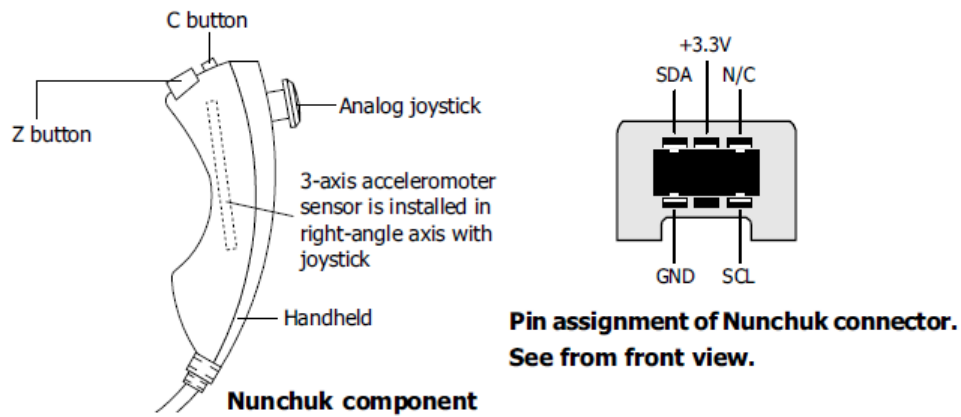 C button
Z button
Analog joystick
3-axis acceleromoter
sensor is installed in
right-angle axis with
joystick
Handheld
Nunchuk component
+3.3V
SDA
N/C
GND
SCL
Pin assignment of Nunchuk connector.
See from front view.